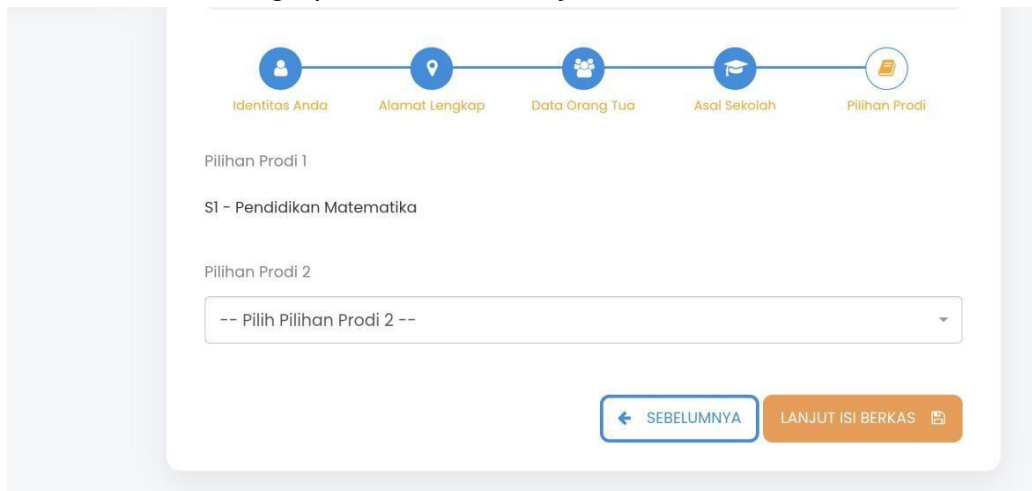 Identitas Anda Alamat Lengkap Data Orang Tua Asal Sekolah Pilihan Prodi
Pilihan Prodi 1
S1 - Pendidikan Matematika
Pilihan Prodi 2
-- Pilih Pilihan Prodi 2 --
SEBELUMNYA LANJUT ISI BERKAS